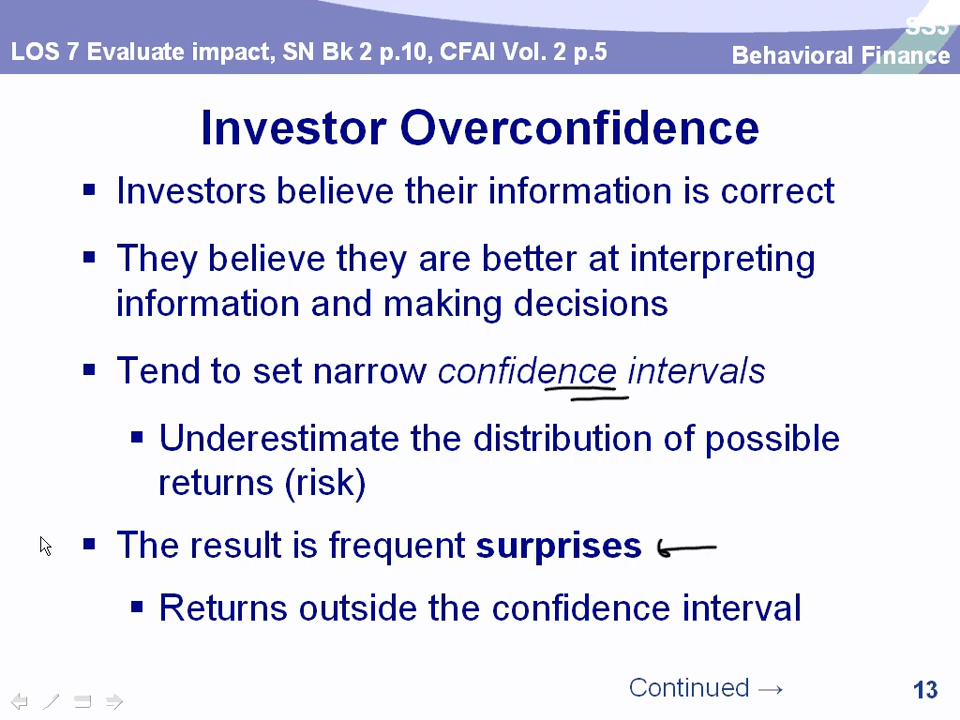 SS3
LOS 7 Evaluate impact, SN Bk 2 p.10, CFAI Vol. 2 p.5
Behavioral Finance
Investor Overconfidence
▪ Investors believe their information is correct
▪ They believe they are better at interpreting
information and making decisions
▪ Tend to set narrow confidence intervals
▪ Underestimate the distribution of possible
returns (risk)
▪ The result is frequent surprises
▪ Returns outside the confidence interval
Continued →
13